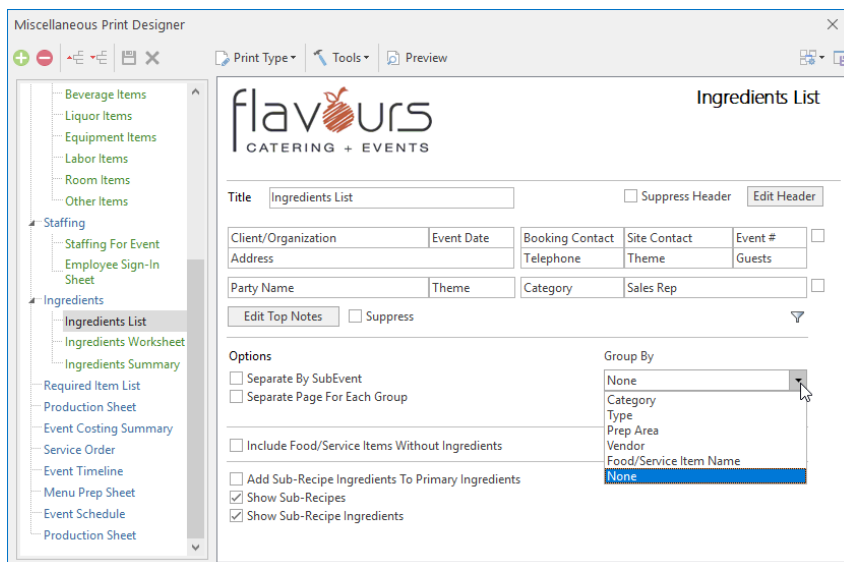 Miscellaneous Print Designer
Print Type Tools Preview
Beverage Items
Liquor Items
Equipment Items
Labor Items
Room Items
Other Items
Staffing
Staffing For Event
Employee Sign-In
Sheet
Ingredients
Ingredients List
Ingredients Worksheet
Ingredients Summary
Required Item List
Production Sheet
Event Costing Summary
Service Order
Event Timeline
Menu Prep Sheet
Event Schedule
Production Sheet
flavours
CATERING + EVENTS
Ingredients List
Title Ingredients List Suppress Header Edit Header
Client/Organization Event Date Booking Contact Site Contact Event #
Address Telephone Theme Guests
Party Name Theme Category Sales Rep
Edit Top Notes Suppress
Options Group By
Separate By SubEvent None
Separate Page For Each Group
Category
Type
Prep Area
Vendor
Food/Service Item Name
None
Include Food/Service Items Without Ingredients
Add Sub-Recipe Ingredients To Primary Ingredients
Show Sub-Recipes
Show Sub-Recipe Ingredients